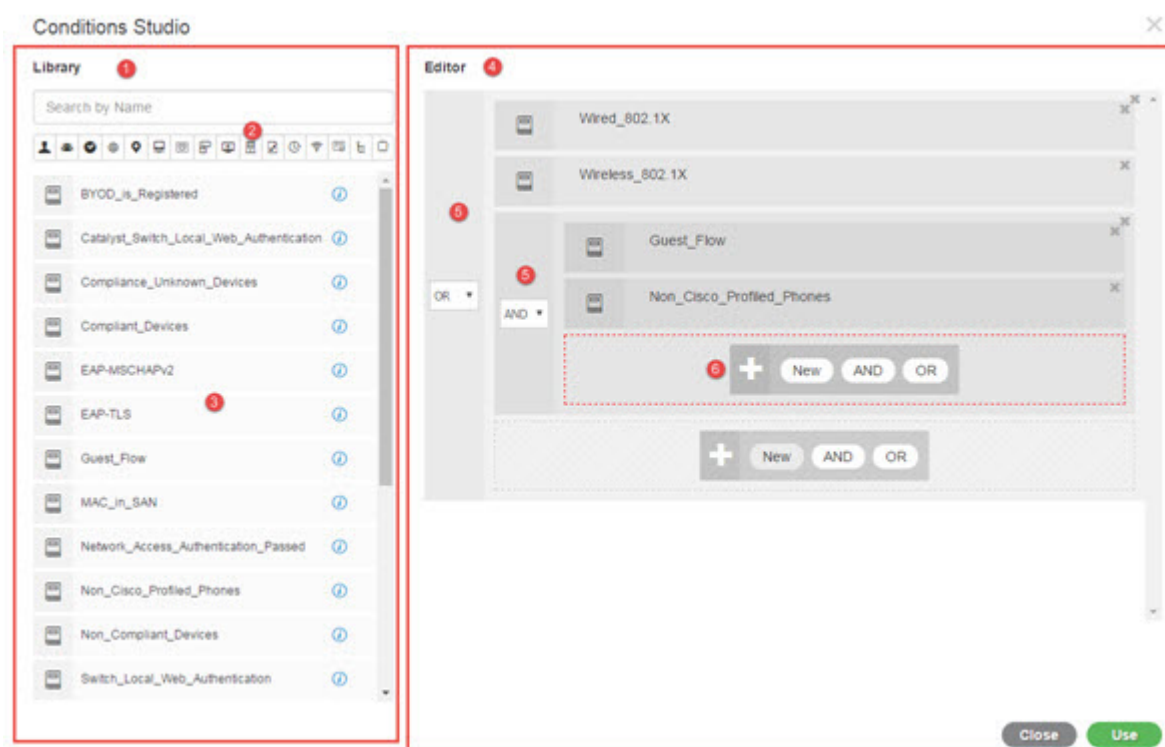 Conditions Studio
Library 1
Search by Name
2
BYOD_is_Registered
Catalyst_Switch_Local_Web_Authentication
Compliance_Unknown_Devices
Compliant_Devices
EAP-MSCHAPv2
3
EAP-TLS
Guest_Flow
MAC_in_SAN
Network_Access_Authentication_Passed
Non_Cisco_Profiled_Phones
Non_Compliant_Devices
Switch_Local_Web_Authentication
Editor 4
5
OR
Wired_802.1X
Wireless_802.1X
5
AND
Guest_Flow
Non_Cisco_Profiled_Phones
6 New AND OR
New AND OR
Close Use